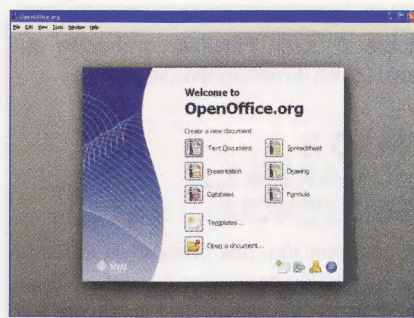 OpenOffice.org
File Edit View Tools Window Help
Welcome to
OpenOffice.org
Create a new document
Text Document Spreadsheet
Presentation Drawing
Database Formula
Templates...
Open a document...
Sun